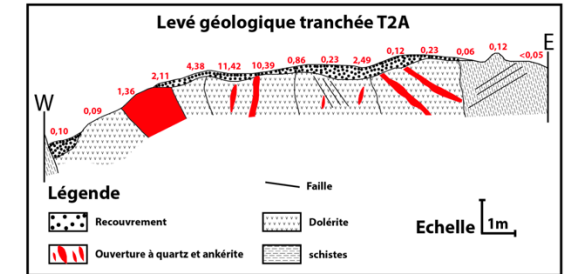 Levé géologique tranchée T2A
W
E
0,10
0,09
1,36
2,11
4,38
11,42
10,39
0,86
0,23
2,49
0,12
0,23
0,06
0,12
<0,05
Légende
Recouvrement
Ouverture à quartz et ankérite
Faille
Dolérite
schistes
Echelle
1m